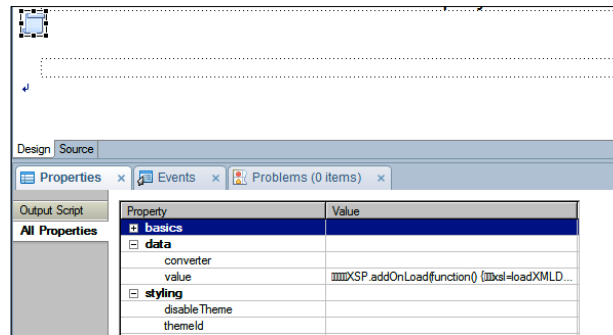 Design Source
Properties × Events × Problems (0 items) ×
Output Script
All Properties
Property Value
basics
data
converter
value XSP.addOnLoad(function() {xsl=loadXMLD...
styling
disableTheme
themeId